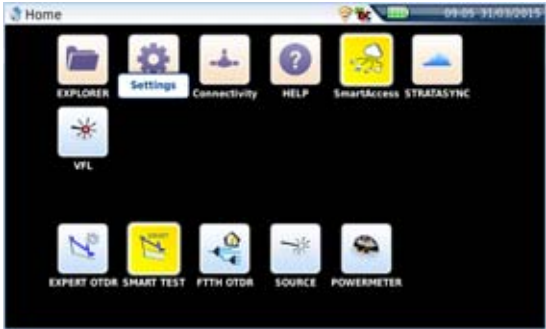 Home
09:05 31/03/2015
EXPLORER
Settings
Connectivity
HELP
SmartAccess
STRATASYNC
VFL
SMART
EXPERT OTDR
SMART TEST
FTTH OTDR
SOURCE
POWERMETER